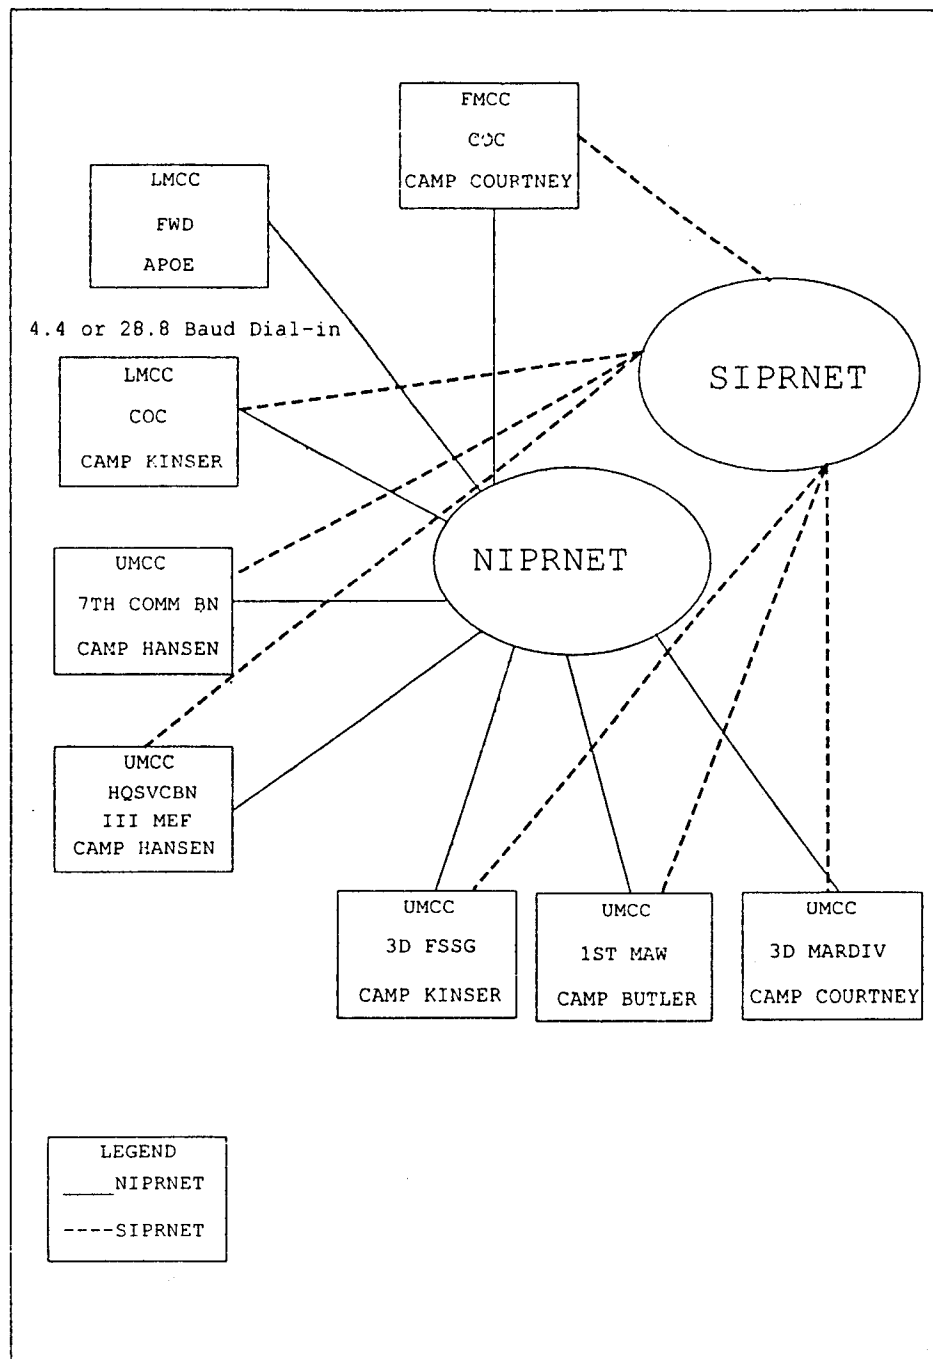 FMCC
COC
CAMP COURTNEY
LMCC
FWD
APOE
4.4 or 28.8 Baud Dial-in
LMCC
COC
CAMP KINSER
SIPRNET
NIPRNET
UMCC
7TH COMM BN
CAMP HANSEN
UMCC
HQSVCBN
III MEF
CAMP HANSEN
UMCC
3D FSSG
CAMP KINSER
UMCC
1ST MAW
CAMP BUTLER
UMCC
3D MARDIV
CAMP COURTNEY
LEGEND
NIPRNET
SIPRNET